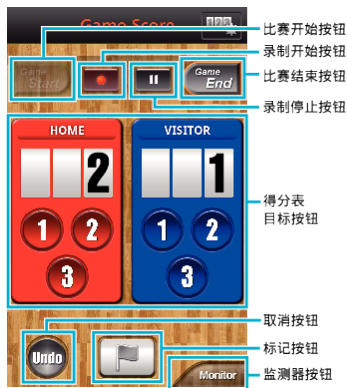 Game Score
123
比赛开始按钮
录制开始按钮
Game Start
Game End
比赛结束按钮
录制停止按钮
HOME
VISITOR
2
1
得分表
目标按钮
1 2
1 2
3
3
取消按钮
Undo
标记按钮
Monitor
监测器按钮